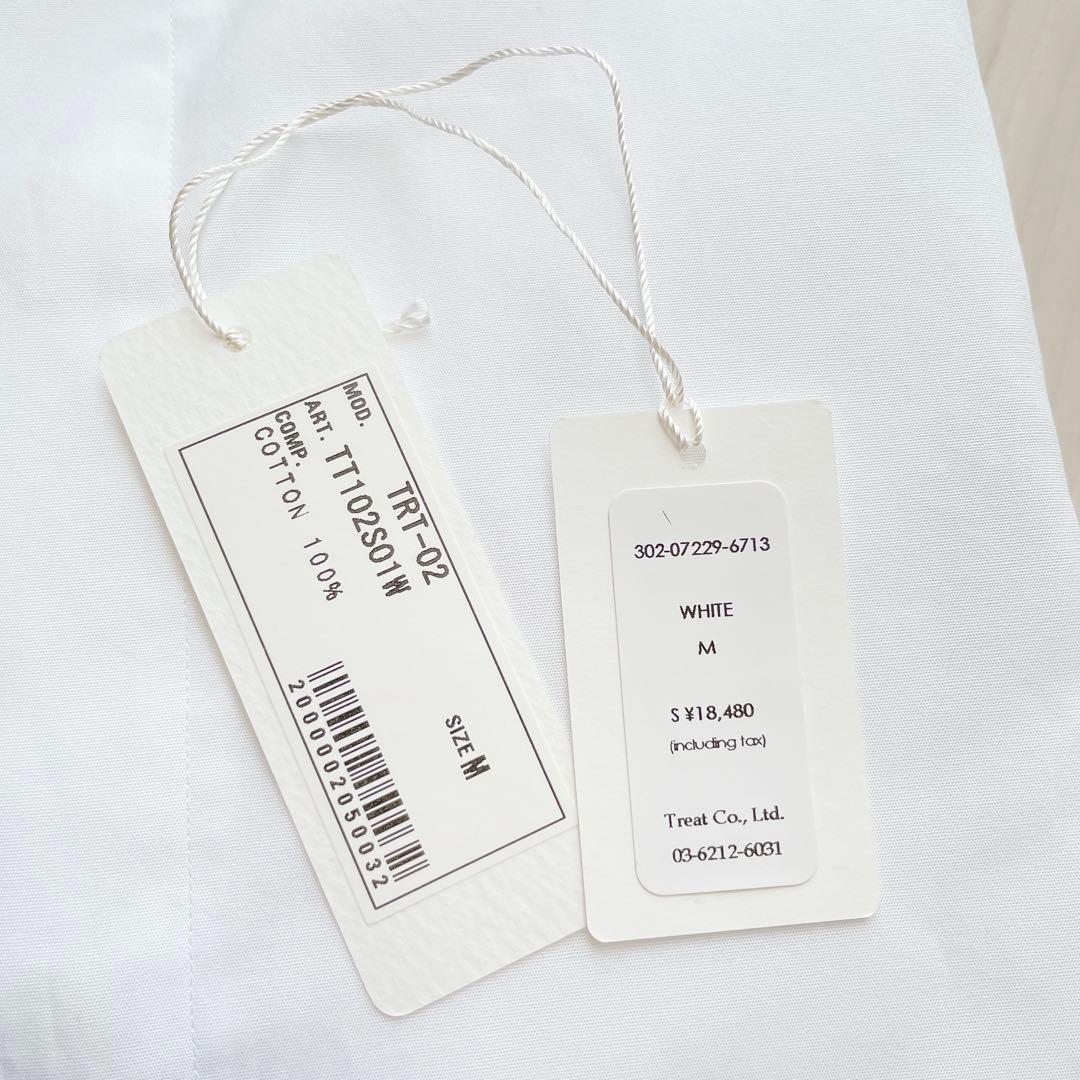 MOD. TRT-02
ART. TT102S01W
COMP.
COTTON 100%
SIZE M
2000002050032
302-07229-6713
WHITE
M
S ¥18,480
(including tax)
Treat Co., Ltd.
03-6212-6031